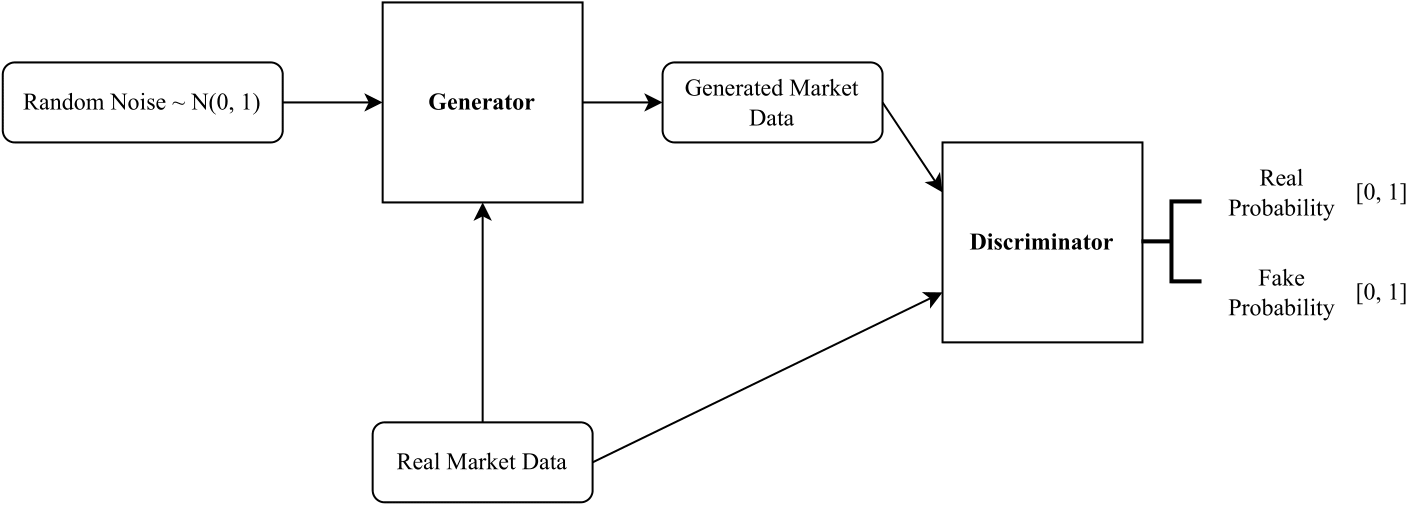 Random Noise ~ N(0, 1)
Generator
Generated Market
Data
Discriminator
Real
Probability
[0, 1]
Fake
Probability
[0, 1]
Real Market Data